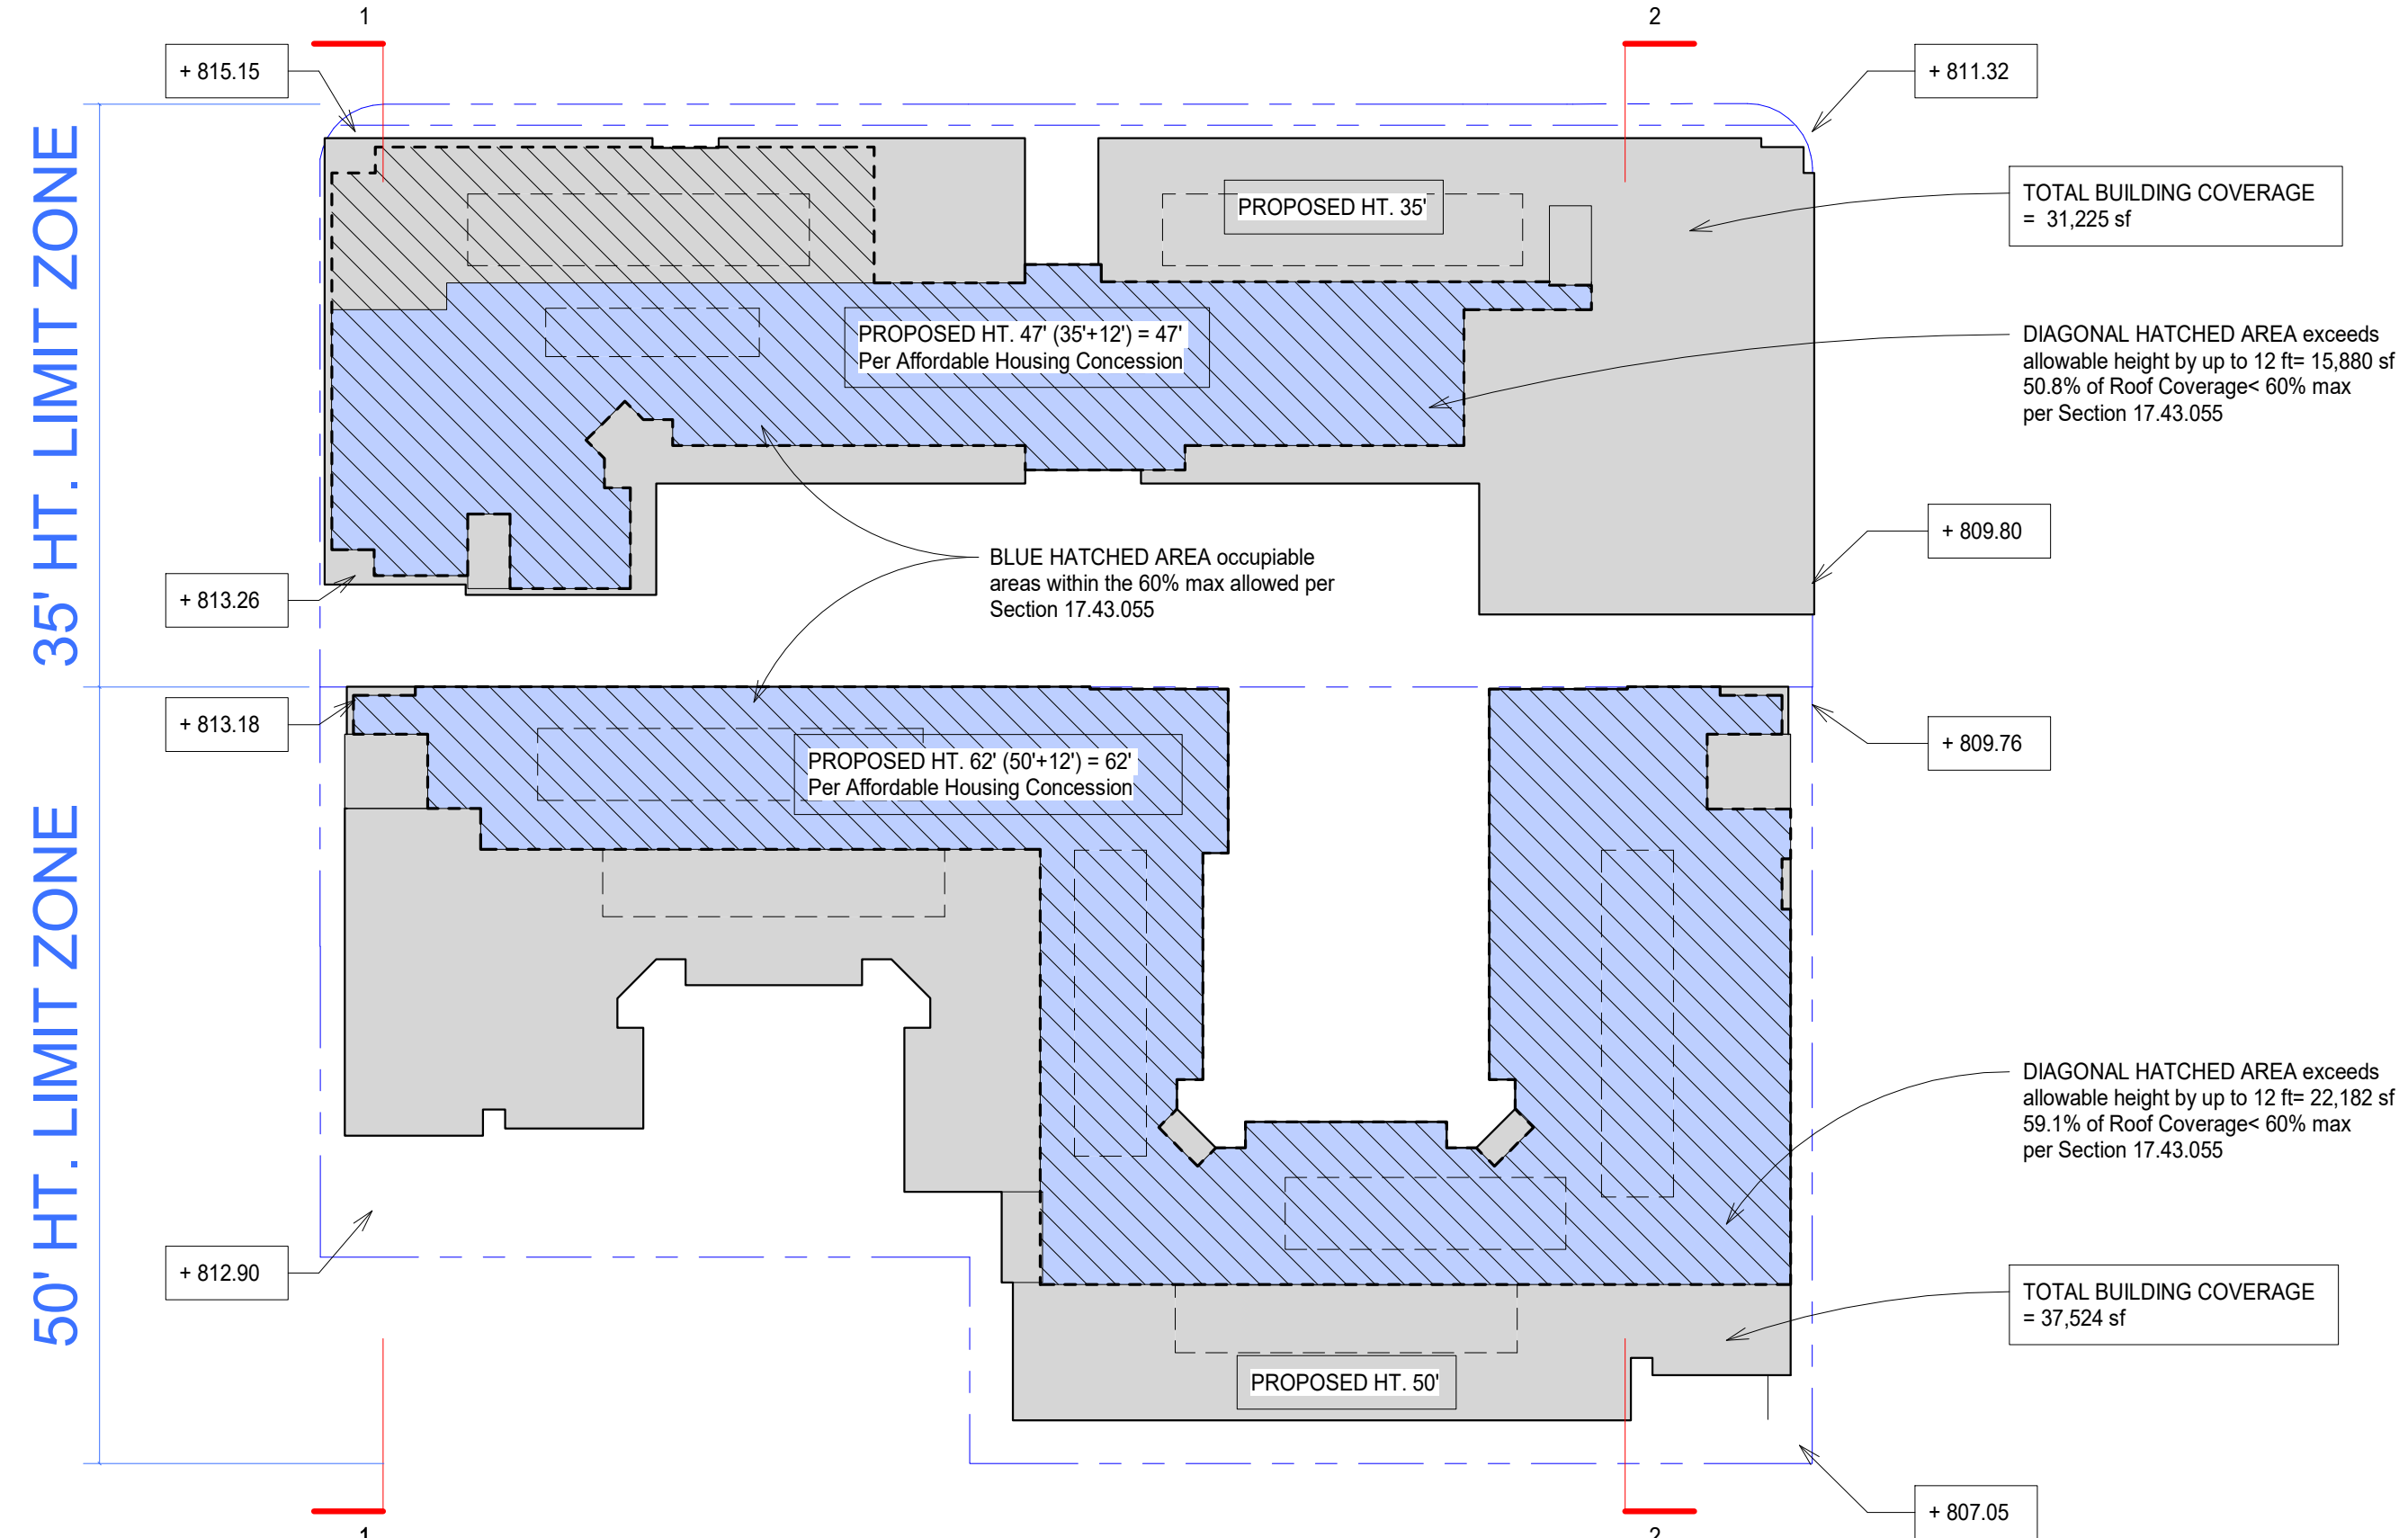 1
2
+ 815.15
+ 811.32
35' HT. LIMIT ZONE
TOTAL BUILDING COVERAGE
= 31,225 sf
PROPOSED HT. 35'
PROPOSED HT. 47' (35'+12') = 47'
Per Affordable Housing Concession
DIAGONAL HATCHED AREA exceeds
allowable height by up to 12 ft= 15,880 sf
50.8% of Roof Coverage< 60% max
per Section 17.43.055
+ 809.80
BLUE HATCHED AREA occupiable
areas within the 60% max allowed per
Section 17.43.055
+ 813.26
+ 813.18
+ 809.76
50' HT. LIMIT ZONE
PROPOSED HT. 62' (50'+12') = 62'
Per Affordable Housing Concession
DIAGONAL HATCHED AREA exceeds
allowable height by up to 12 ft= 22,182 sf
59.1% of Roof Coverage< 60% max
per Section 17.43.055
+ 812.90
TOTAL BUILDING COVERAGE
= 37,524 sf
PROPOSED HT. 50'
+ 807.05
1
2